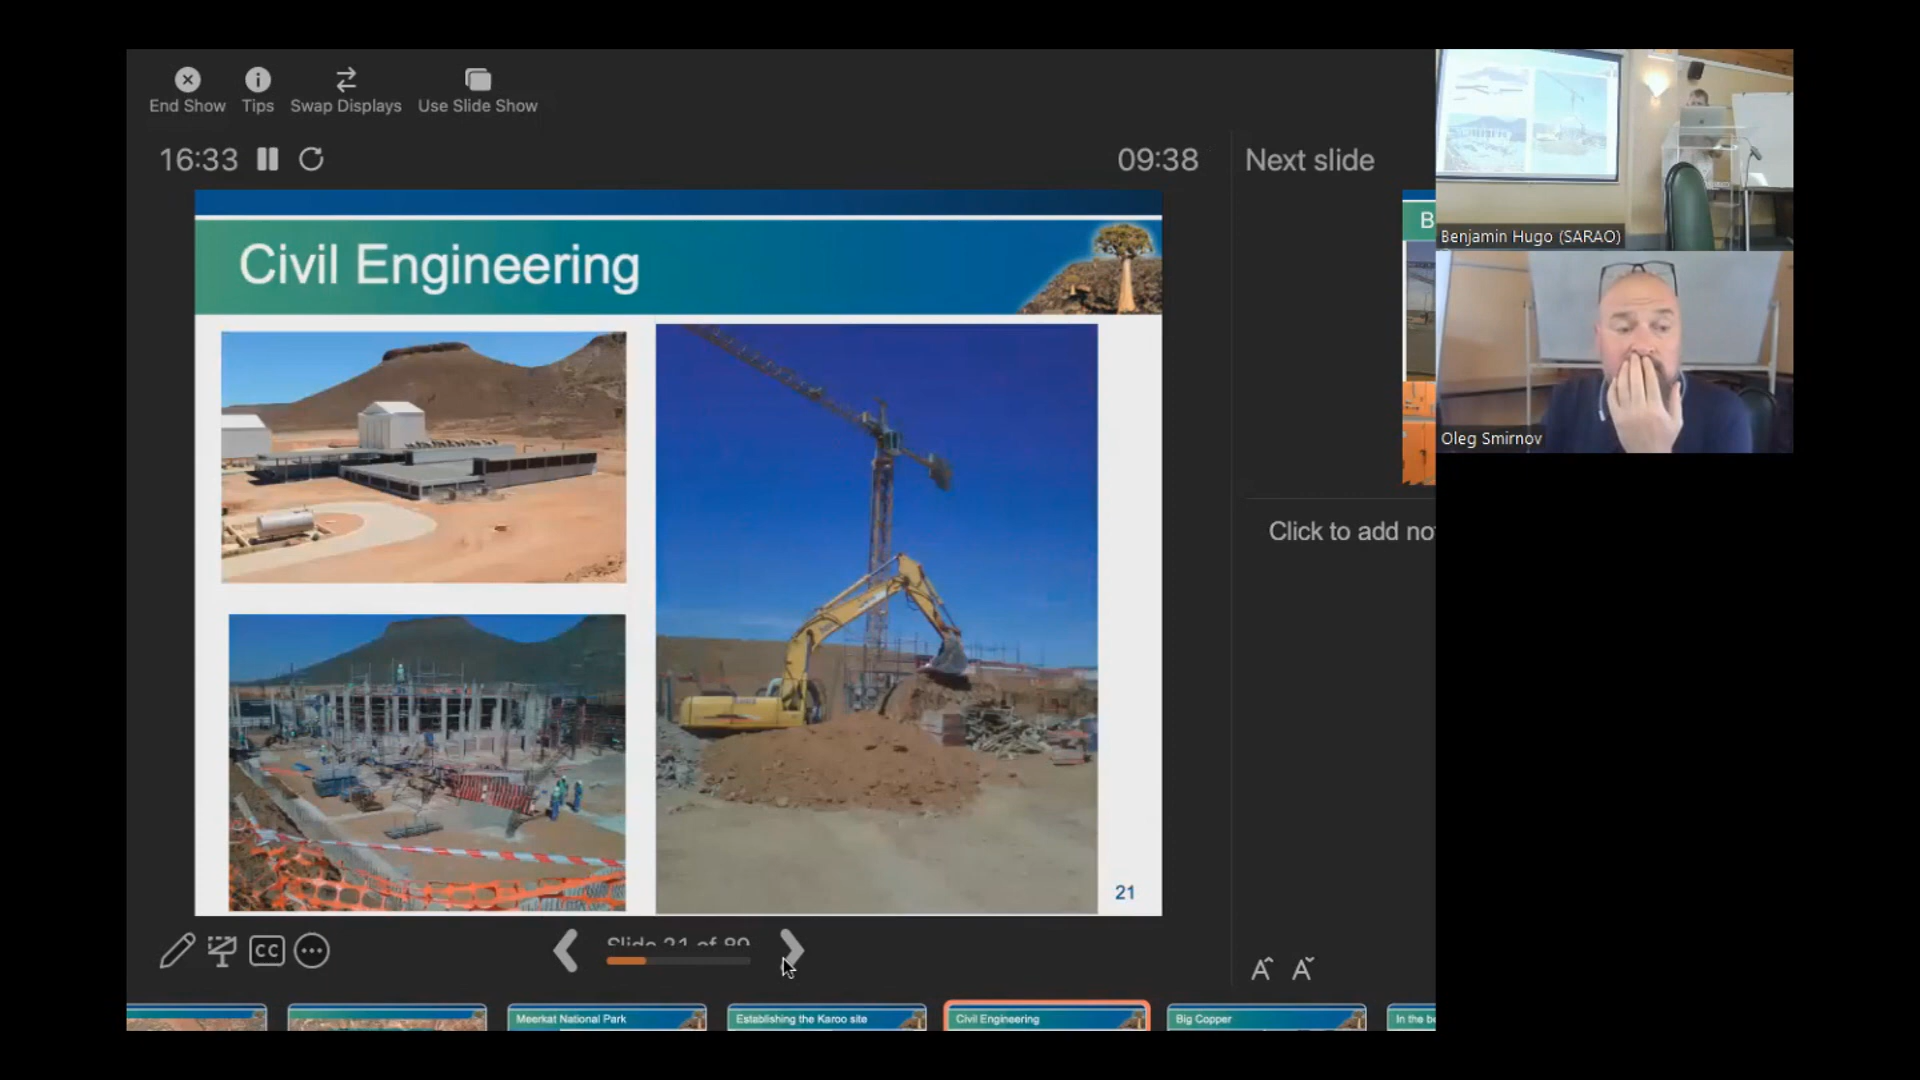 End Show
Tips
Swap Displays
Use Slide Show
16:33
09:38
Next slide
Civil Engineering
B
Benjamin Hugo (SARAO)
Oleg Smirnov
Click to add no
21
CC
Slide 21 of 89
Meerkat National Park
Establishing the Karoo site
Civil Engineering
Big Copper
In the be